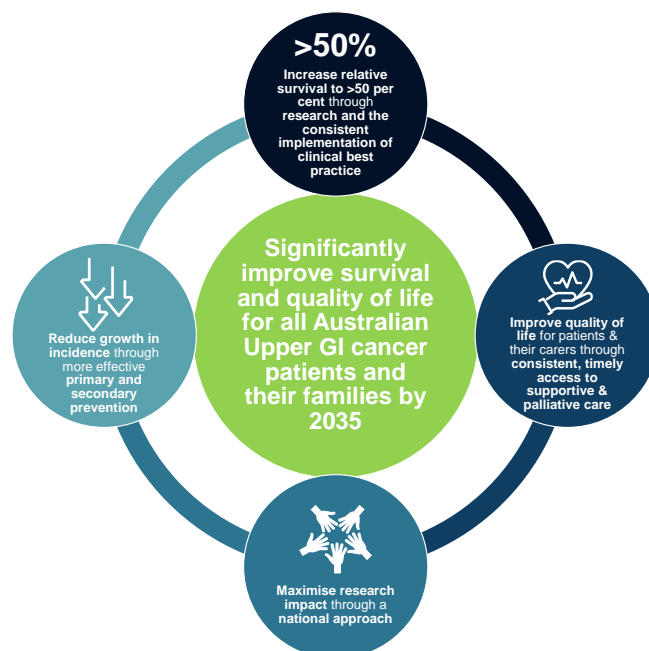 >50%
Increase relative
survival to >50 per
cent through
research and the
consistent
implementation of
clinical best
practice
Significantly
improve survival
and quality of life
for all Australian
Upper GI cancer
patients and
their families by
2035
Reduce growth in
incidence through
more effective
primary and
secondary
prevention
Improve quality of
life for patients &
their carers through
consistent, timely
access to
supportive &
palliative care
Maximise research
impact through a
national approach